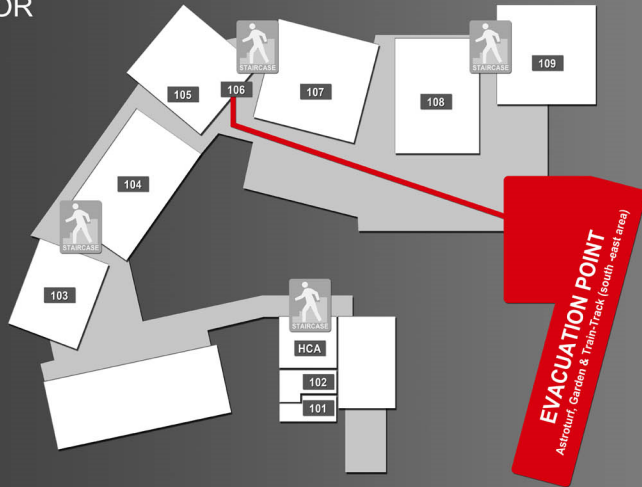 OR
STAIRCASE
STAIRCASE
109
105
106
107
108
104
STAIRCASE
103
STAIRCASE
HCA
102
101
EVACUATION POINT
Astroturf, Garden & Train-Track (south -east area)